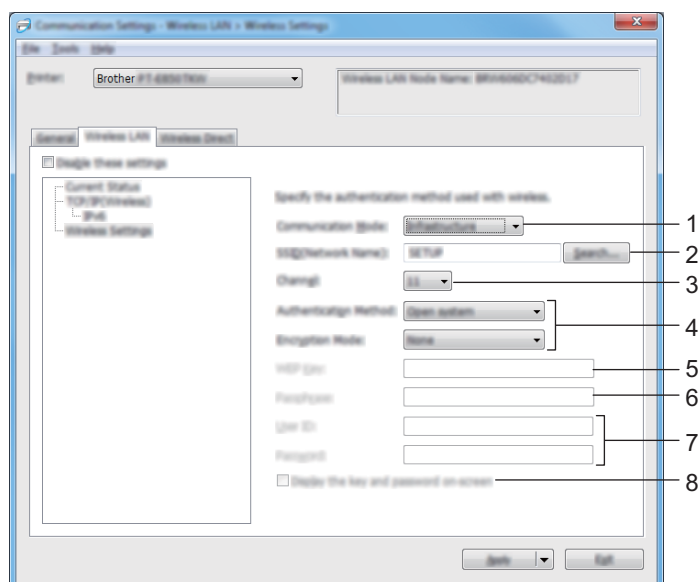 Communication Settings - Wireless LAN > Wireless Settings
File Tools Help
Printer:
Brother
Wireless LAN Node Name:
General Wireless LAN Wireless Direct
Disable these settings
Current Status
TCP/IP(Wireless)
IPv6
Wireless Settings
Specify the authentication method used with wireless.
Communication Mode: Infrastructure 1
SSID(Network Name): SETUP Search... 2
Channel: 11 3
Authentication Method: Open system
4
Encryption Mode: None
WEP Key: 5
Passphrase: 6
User ID:
7
Password:
Display the key and password on-screen 8
Apply Exit